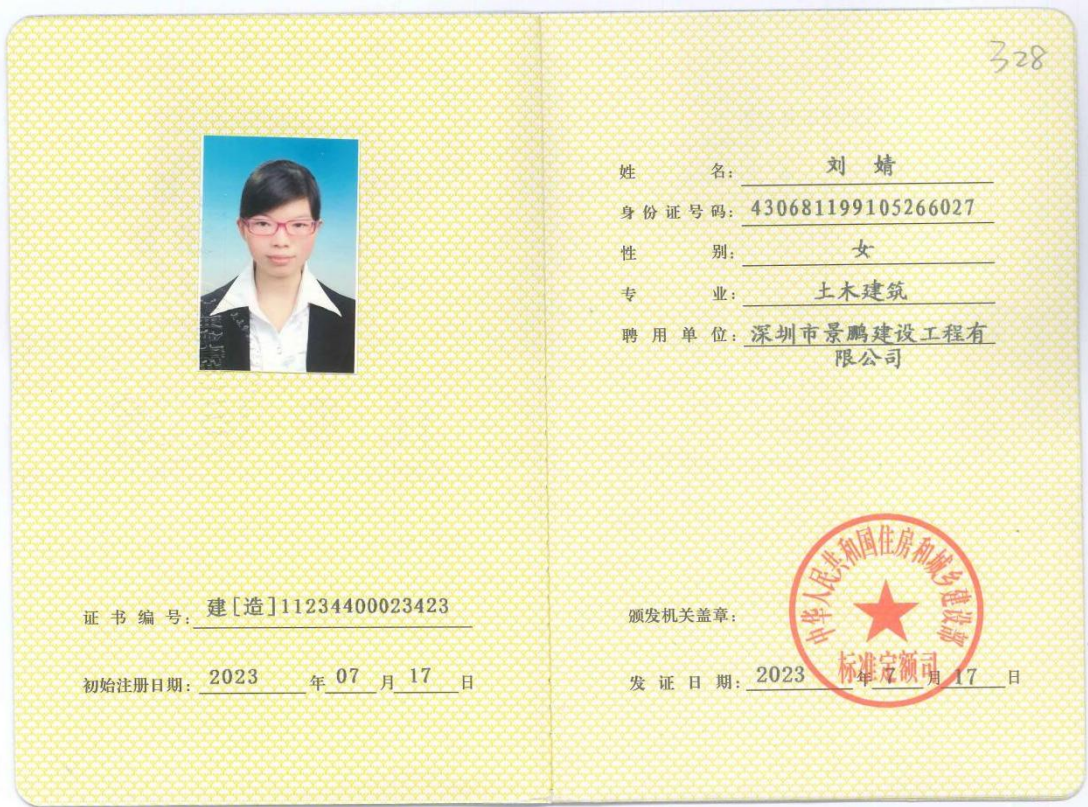 328
姓 名: 刘婧
身份证号码: 430681199105266027
性 别: 女
专 业: 土木建筑
聘用单位: 深圳市景鹏建设工程有
限公司
证书编号: 建[造]11234400023423
初始注册日期: 2023 年 07 月 17 日
颁发机关盖章:
中华人民共和国住房和城乡建设部
标准定额司
发证日期: 2023 年 7 月 17 日